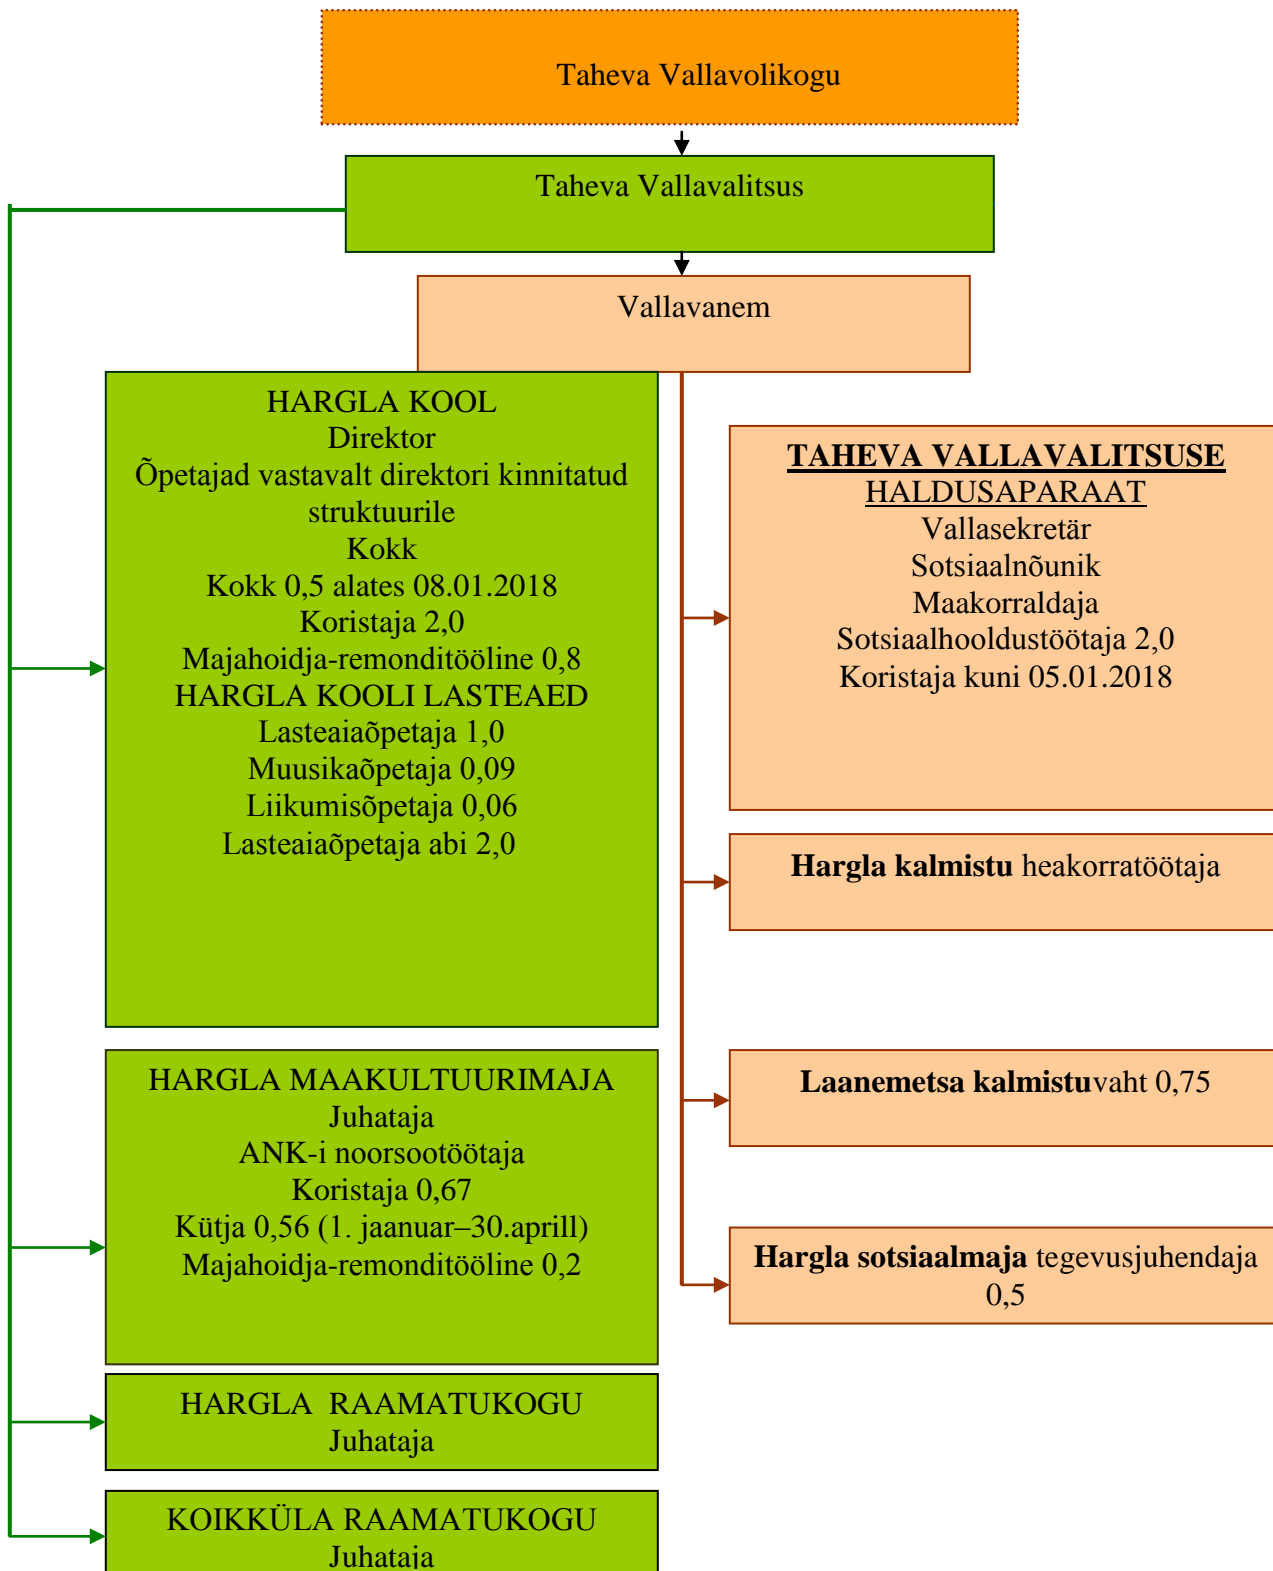 Taheva Vallavolikogu
Taheva Vallavalitsus
Vallavanem
HARGLA KOOL
Direktor
Õpetajad vastavalt direktori kinnitatud
struktuurile
Kokk
Kokk 0,5 alates 08.01.2018
Koristaja 2,0
Majahoidja-remonditööline 0,8
HARGLA KOOLI LASTEAED
Lasteaiaõpetaja 1,0
Muusikaõpetaja 0,09
Liikumisõpetaja 0,06
Lasteaiaõpetaja abi 2,0
HARGLA MAAKULTUURIMAJA
Juhataja
ANK-i noorsootöötaja
Koristaja 0,67
Kütja 0,56 (1. jaanuar–30.aprill)
Majahoidja-remonditööline 0,2
HARGLA RAAMATUKOGU
Juhataja
KOIKKÜLA RAAMATUKOGU
Juhataja
TAHEVA VALLAVALITSUSE
HALDUSAPARAAT
Vallasekretär
Sotsiaalnõunik
Maakorraldaja
Sotsiaalhooldustöötaja 2,0
Koristaja kuni 05.01.2018
Hargla kalmistu heakorratöötaja
Laanemetsa kalmistuvaht 0,75
Hargla sotsiaalmaja tegevusjuhendaja
0,5